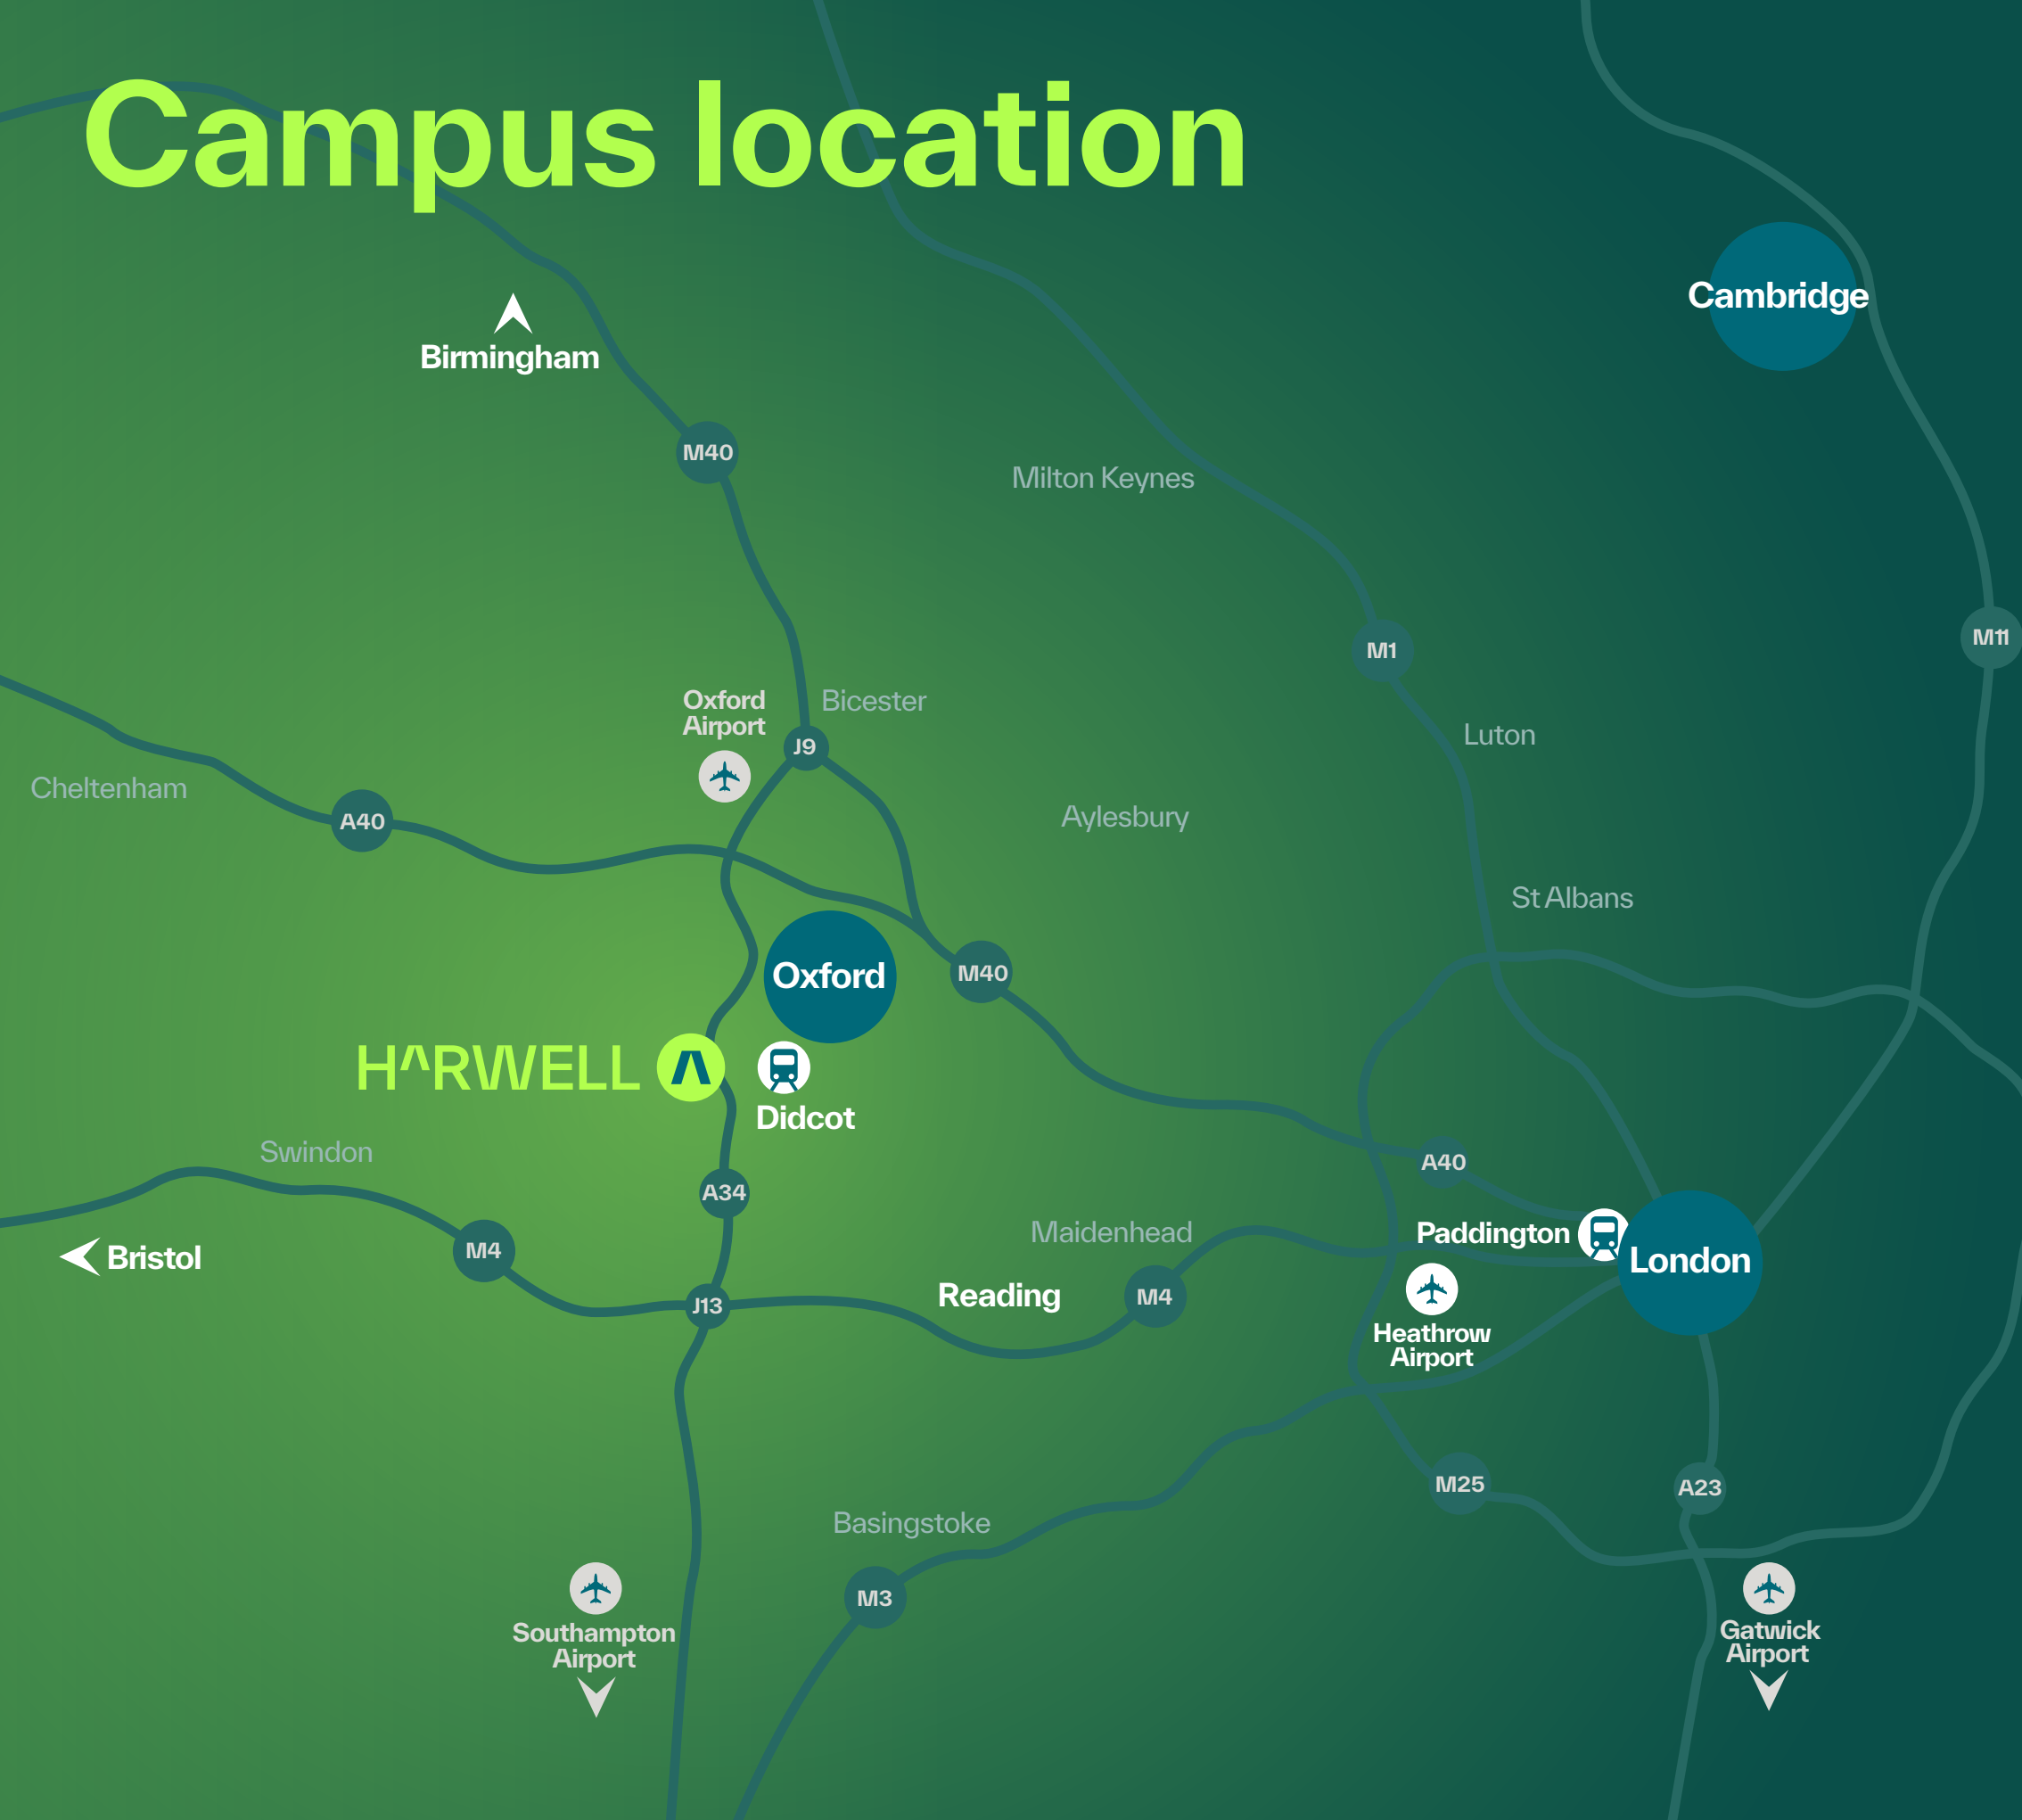 Campus location
Cambridge
Birmingham
M40
Milton Keynes
M11
M1
Oxford
Airport
Bicester
J9
Luton
Cheltenham
A40
Aylesbury
St Albans
Oxford
M40
HARWELL
Didcot
Swindon
A34
A40
Maidenhead
Paddington
London
Bristol
M4
Reading
M4
J13
Heathrow
Airport
M25
A23
Basingstoke
M3
Southampton
Airport
Gatwick
Airport